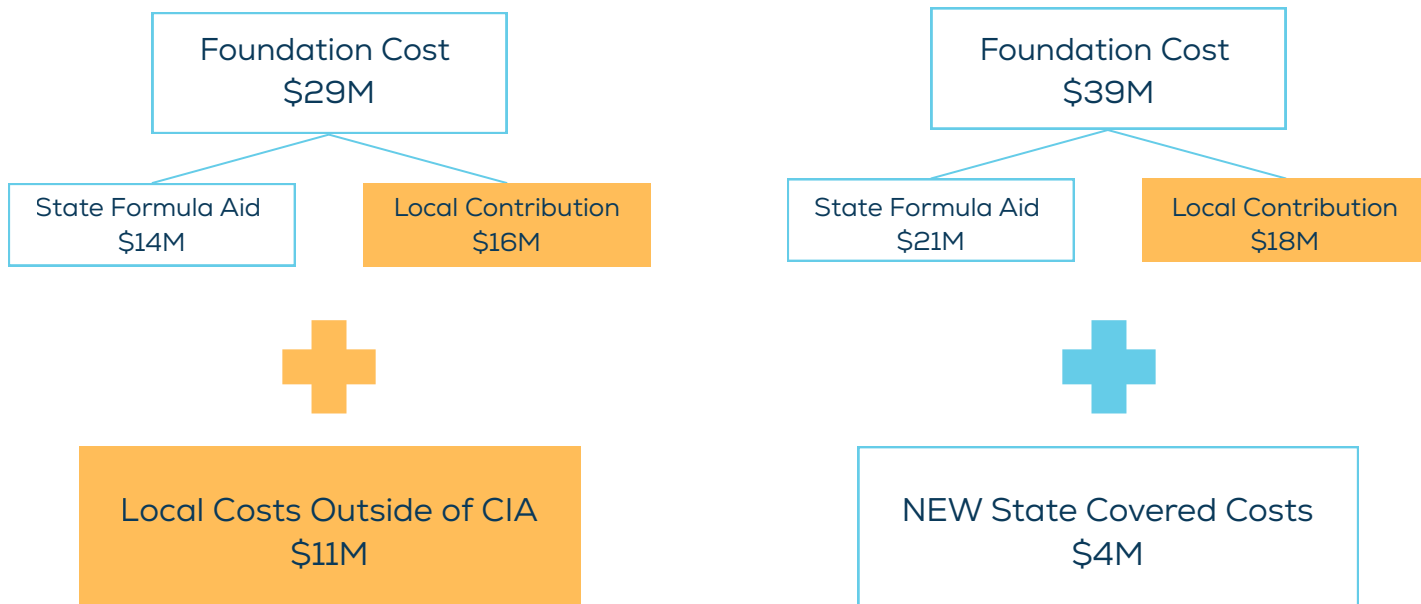 Foundation Cost
$29M
State Formula Aid
$14M
Local Contribution
$16M
Local Costs Outside of CIA
$11M
Foundation Cost
$39M
State Formula Aid
$21M
Local Contribution
$18M
NEW State Covered Costs
$4M